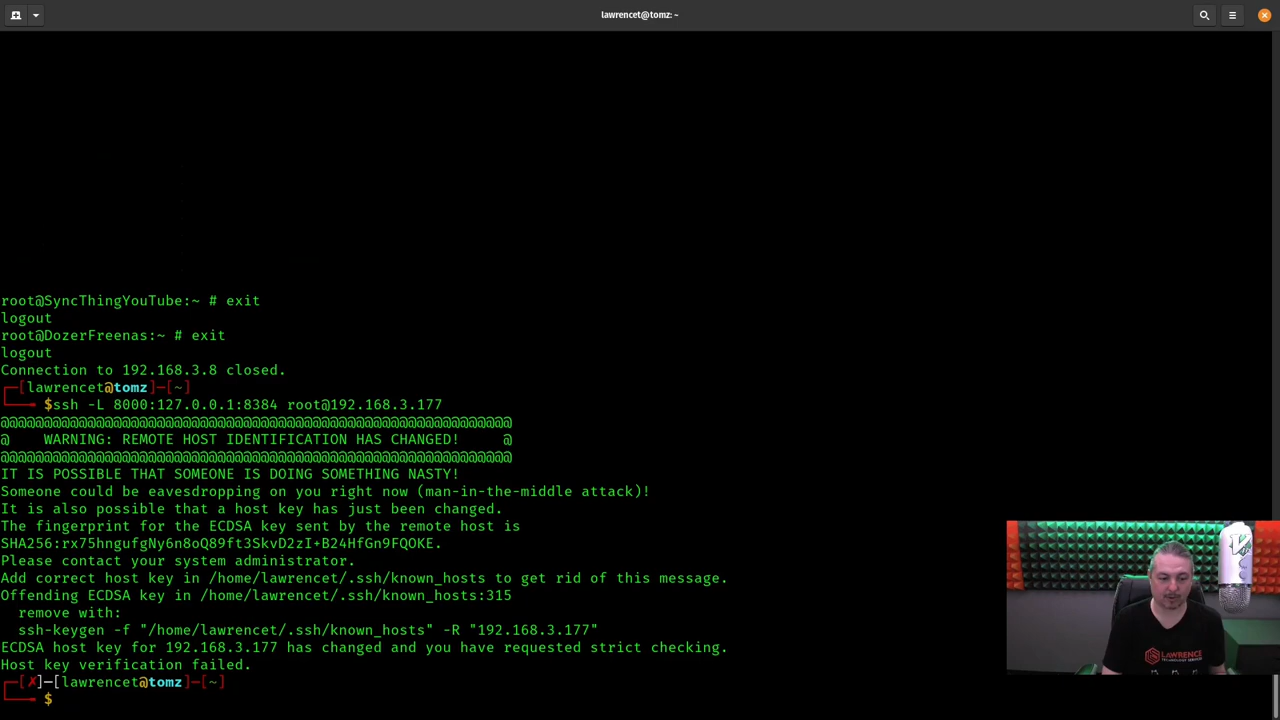 lawrencet@tomz: ~
root@SyncThingYouTube:~ # exit
logout
root@DozerFreenas:~ # exit
logout
Connection to 192.168.3.8 closed.
┌─[lawrencet@tomz]─[~]
└──╼ $ssh -L 8000:127.0.0.1:8384 root@192.168.3.177
@@@@@@@@@@@@@@@@@@@@@@@@@@@@@@@@@@@@@@@@@@@@@@@@@@@@@@@@@@@
@    WARNING: REMOTE HOST IDENTIFICATION HAS CHANGED!     @
@@@@@@@@@@@@@@@@@@@@@@@@@@@@@@@@@@@@@@@@@@@@@@@@@@@@@@@@@@@
IT IS POSSIBLE THAT SOMEONE IS DOING SOMETHING NASTY!
Someone could be eavesdropping on you right now (man-in-the-middle attack)!
It is also possible that a host key has just been changed.
The fingerprint for the ECDSA key sent by the remote host is
SHA256:rx75hngufgNy6n8oQ89ft3SkvD2zI+B24HfGn9FQOKE.
Please contact your system administrator.
Add correct host key in /home/lawrencet/.ssh/known_hosts to get rid of this message.
Offending ECDSA key in /home/lawrencet/.ssh/known_hosts:315
  remove with:
  ssh-keygen -f "/home/lawrencet/.ssh/known_hosts" -R "192.168.3.177"
ECDSA host key for 192.168.3.177 has changed and you have requested strict checking.
Host key verification failed.
┌─[✗]─[lawrencet@tomz]─[~]
└──╼ $
LAWRENCE
TECHNOLOGY SERVICES